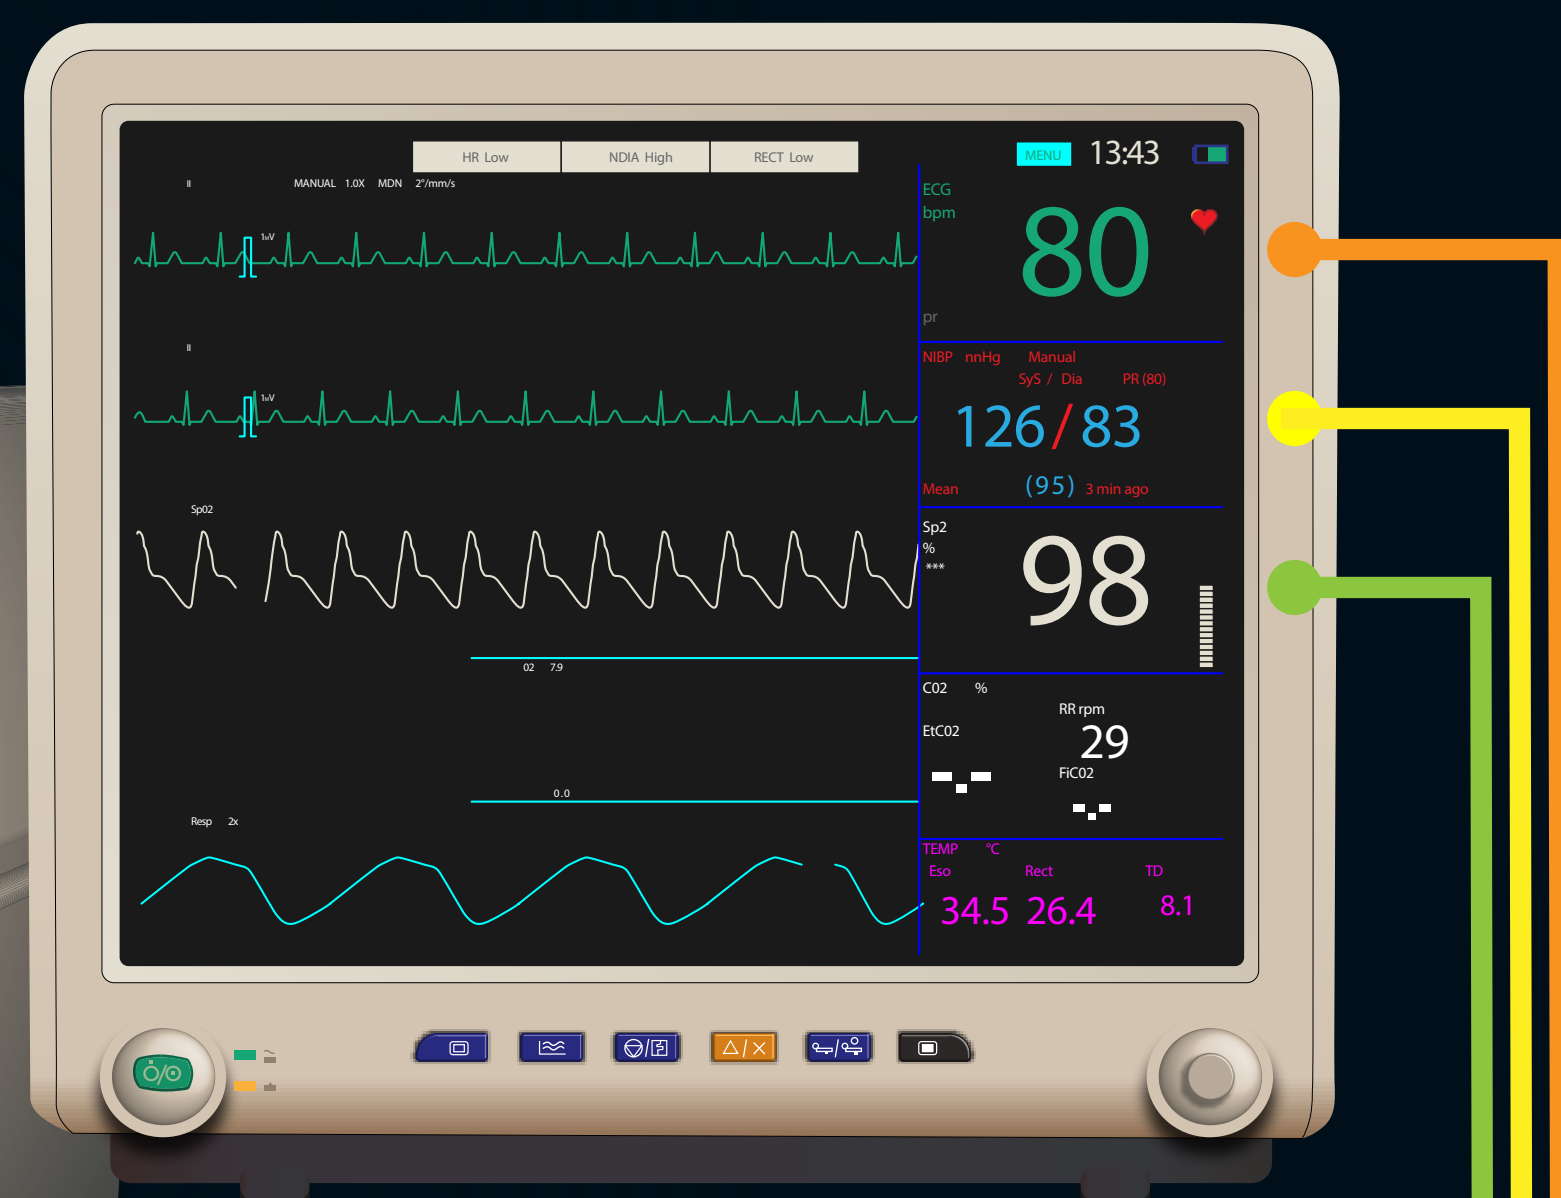 HR Low NDIA High RECT Low
MENU 13:43
II MANUAL 1.0X MDN 2°/mm/s
1MV
ECG
bpm
80
pr
II
1MV
NIBP nnHg Manual
SyS / Dia PR (80)
126/83
Mean (95) 3 min ago
Sp02
Sp2
%
***
98
02 7.9
C02 %
RR rpm
EtC02
29
FiC02
0.0
Resp 2x
TEMP °C
Eso Rect TD
34.5 26.4 8.1